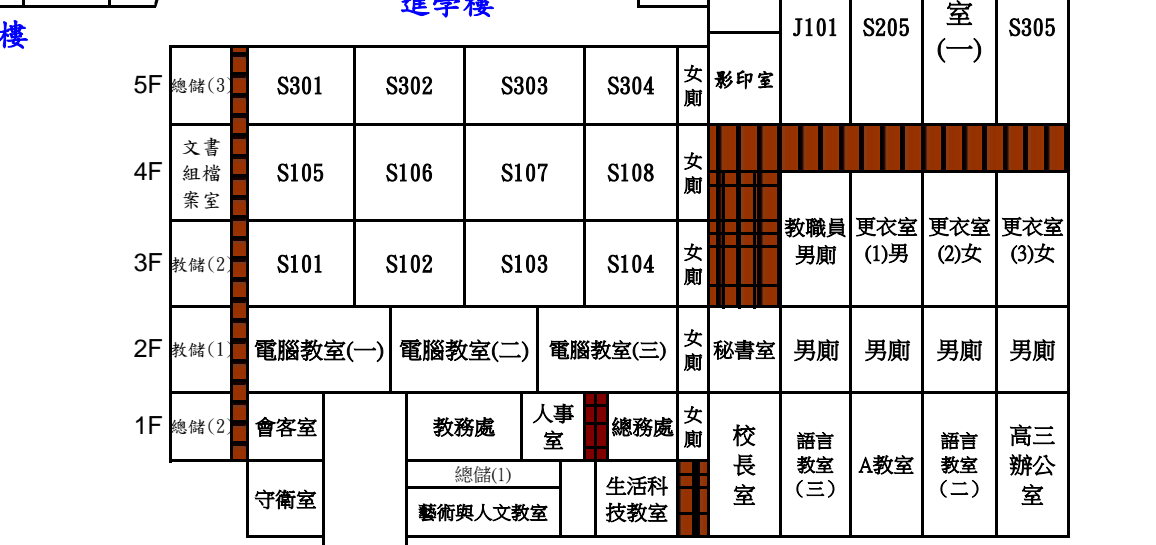 進學樓
樓
J101
S205
室
(一)
S305
5F
總儲(3)
S301
S302
S303
S304
女
廁
影印室
4F
文書
組檔
案室
S105
S106
S107
S108
女
廁
3F
教儲(2)
S101
S102
S103
S104
女
廁
教職員
男廁
更衣室
(1)男
更衣室
(2)女
更衣室
(3)女
2F
教儲(1)
電腦教室(一)
電腦教室(二)
電腦教室(三)
女
廁
秘書室
男廁
男廁
男廁
男廁
1F
總儲(2)
會客室
教務處
人事
室
總務處
女
廁
校
長
室
語言
教室
(三)
A教室
語言
教室
(二)
高三
辦公
室
守衛室
總儲(1)
藝術與人文教室
生活科
技教室